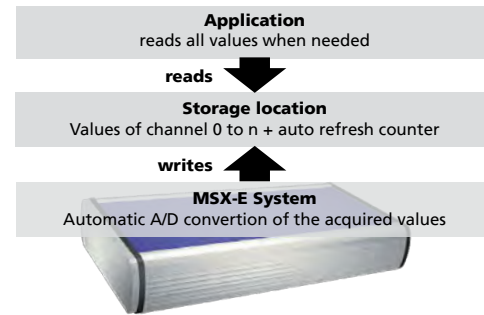 Application
reads all values when needed
reads
Storage location
Values of channel 0 to n + auto refresh counter
writes
MSX-E System
Automatic A/D convertion of the acquired values